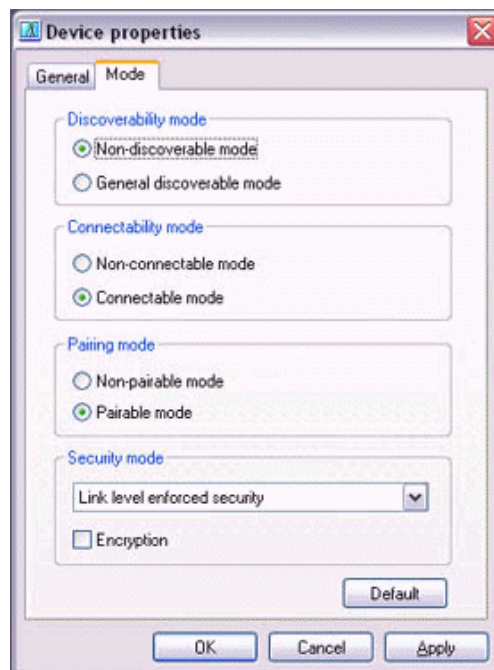 Device properties
General Mode
Discoverability mode
Non-discoverable mode
General discoverable mode
Connectability mode
Non-connectable mode
Connectable mode
Pairing mode
Non-pairable mode
Pairable mode
Security mode
Link level enforced security
Encryption
Default
OK Cancel Apply